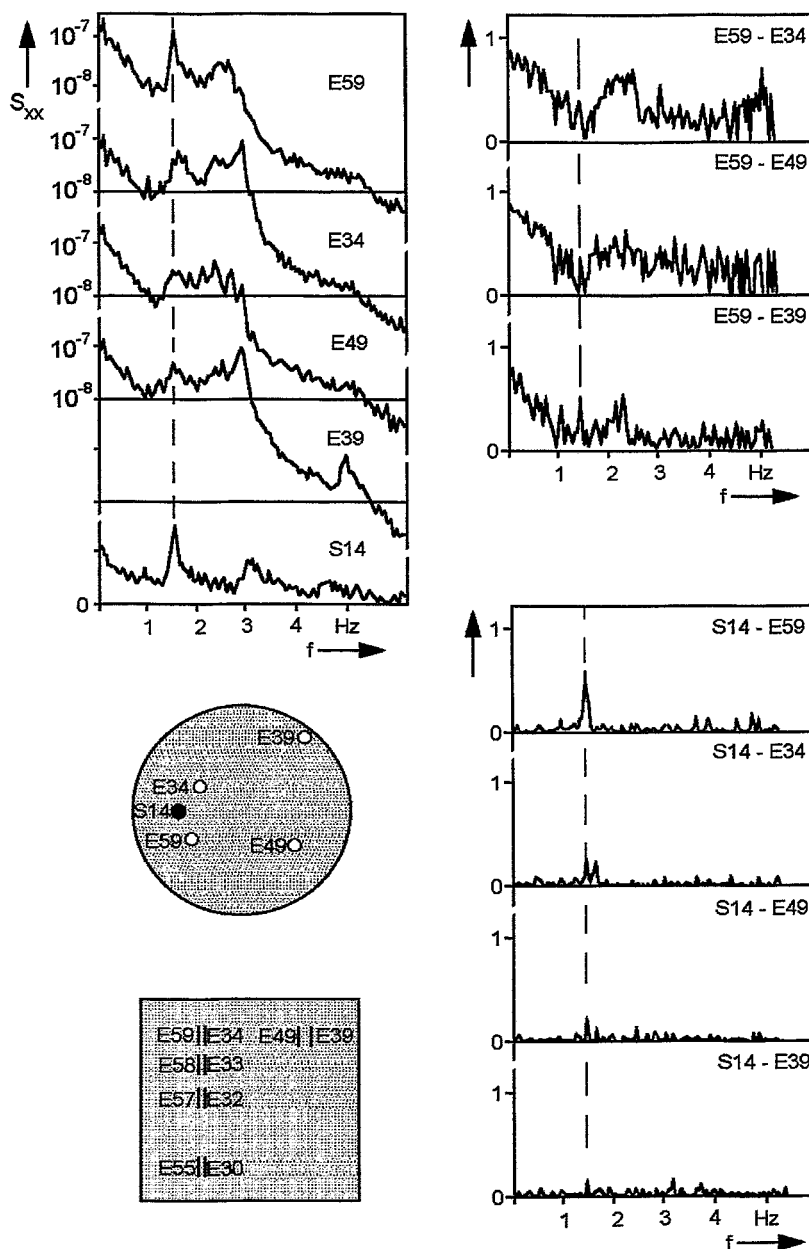 10⁻⁷
10⁻⁸
Sxx
E59
10⁻⁷
10⁻⁸
E34
10⁻⁷
10⁻⁸
E49
10⁻⁷
10⁻⁸
E39
S14
0
1 2 3 4 Hz
f
1
E59 - E34
0
1
E59 - E49
0
1
E59 - E39
0
1 2 3 4 Hz
f
E39
E34
S14
E59
E49
E59 E34 E49 E39
E58 E33
E57 E32
E55 E30
1
S14 - E59
0
1
S14 - E34
0
1
S14 - E49
0
1
S14 - E39
0
1 2 3 4 Hz
f